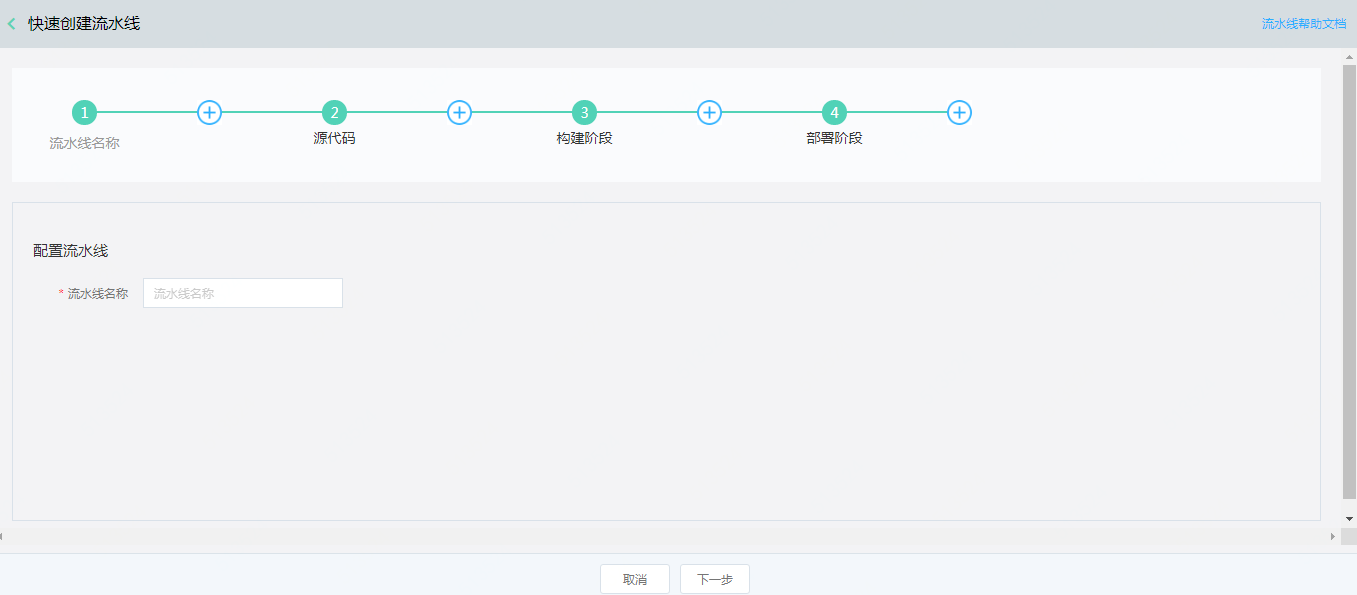 快速创建流水线
流水线帮助文档
1
2
3
4
流水线名称
源代码
构建阶段
部署阶段
配置流水线
* 流水线名称
流水线名称
取消
下一步